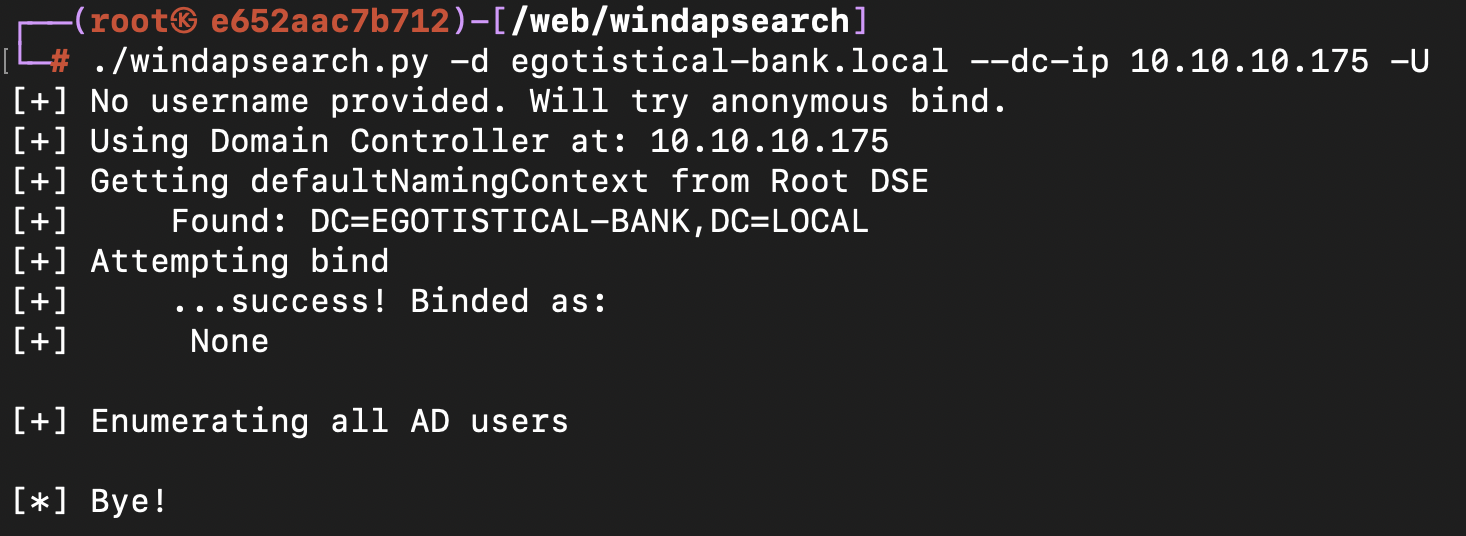 ┌──(root㉿ e652aac7b712)-[/web/windapsearch]
└─# ./windapsearch.py -d egotistical-bank.local --dc-ip 10.10.10.175 -U
[+] No username provided. Will try anonymous bind.
[+] Using Domain Controller at: 10.10.10.175
[+] Getting defaultNamingContext from Root DSE
[+]     Found: DC=EGOTISTICAL-BANK,DC=LOCAL
[+] Attempting bind
[+]     ...success! Binded as:
[+]      None
[+] Enumerating all AD users
[*] Bye!